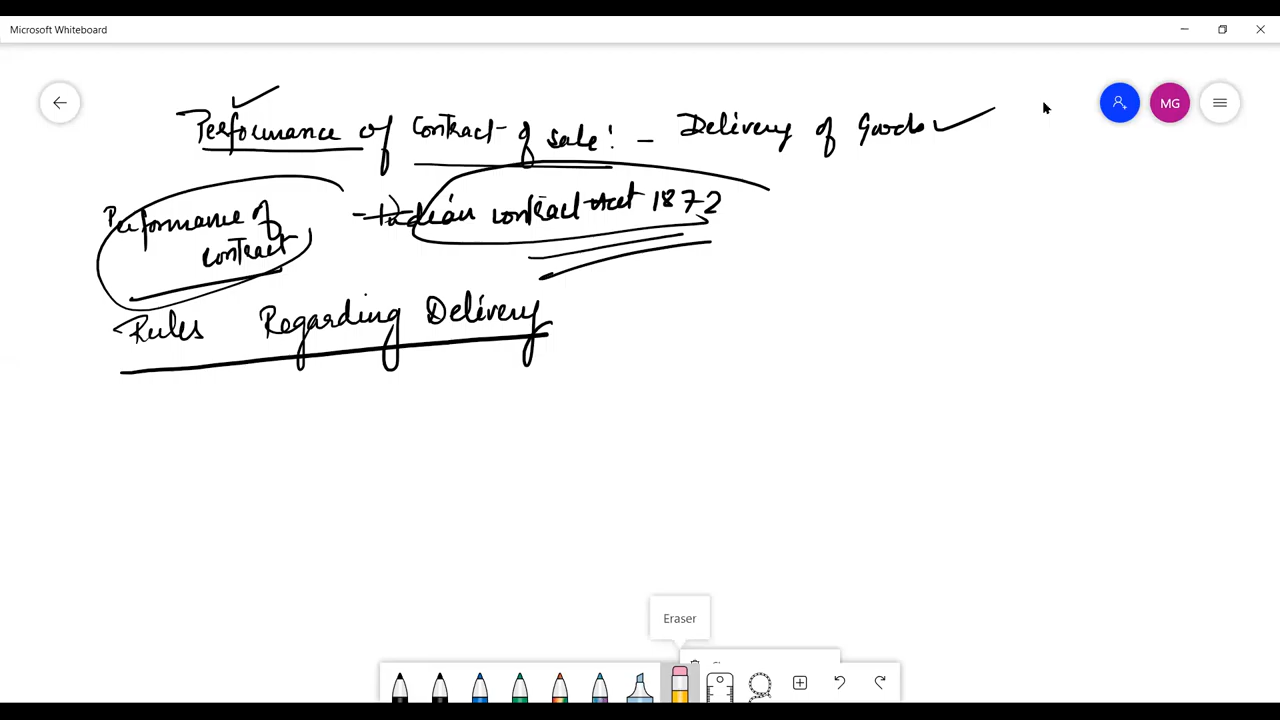 Microsoft Whiteboard
MG
Performance of contract of sale: - Delivery of Goods
Performance of contract - Indian contract Act 1872
Rules Regarding Delivery
Eraser